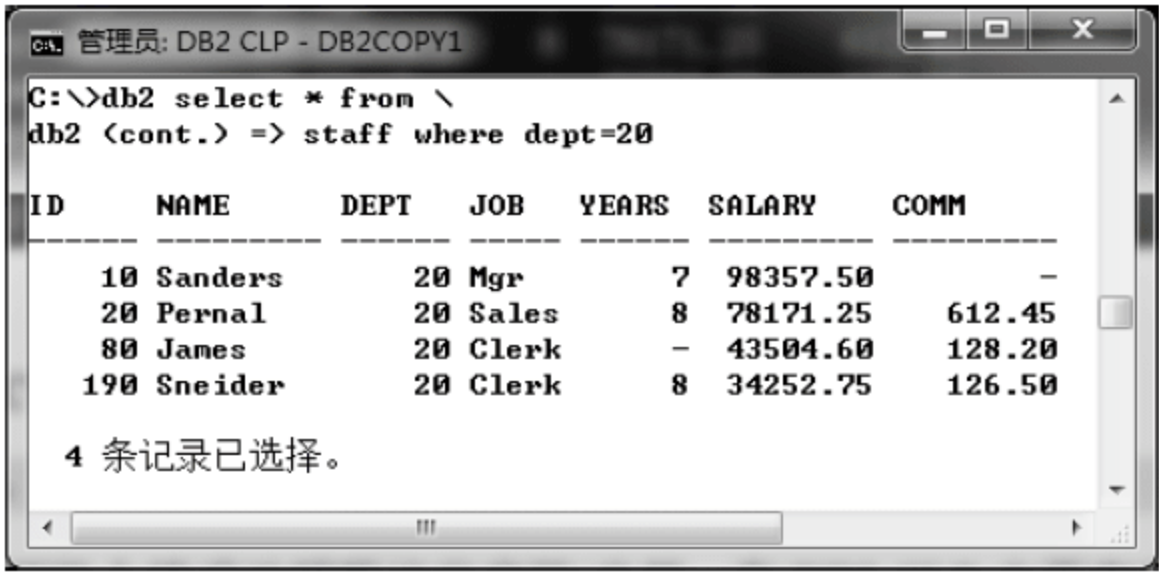 管理员: DB2 CLP - DB2COPY1
C:\>db2 select * from \
db2 (cont.) => staff where dept=20
ID NAME DEPT JOB YEARS SALARY COMM
------ --------- ------ ----- ------ --------- ---------
10 Sanders 20 Mgr 7 98357.50 -
20 Pernal 20 Sales 8 78171.25 612.45
80 James 20 Clerk - 43504.60 128.20
190 Sneider 20 Clerk 8 34252.75 126.50
4 条记录已选择。